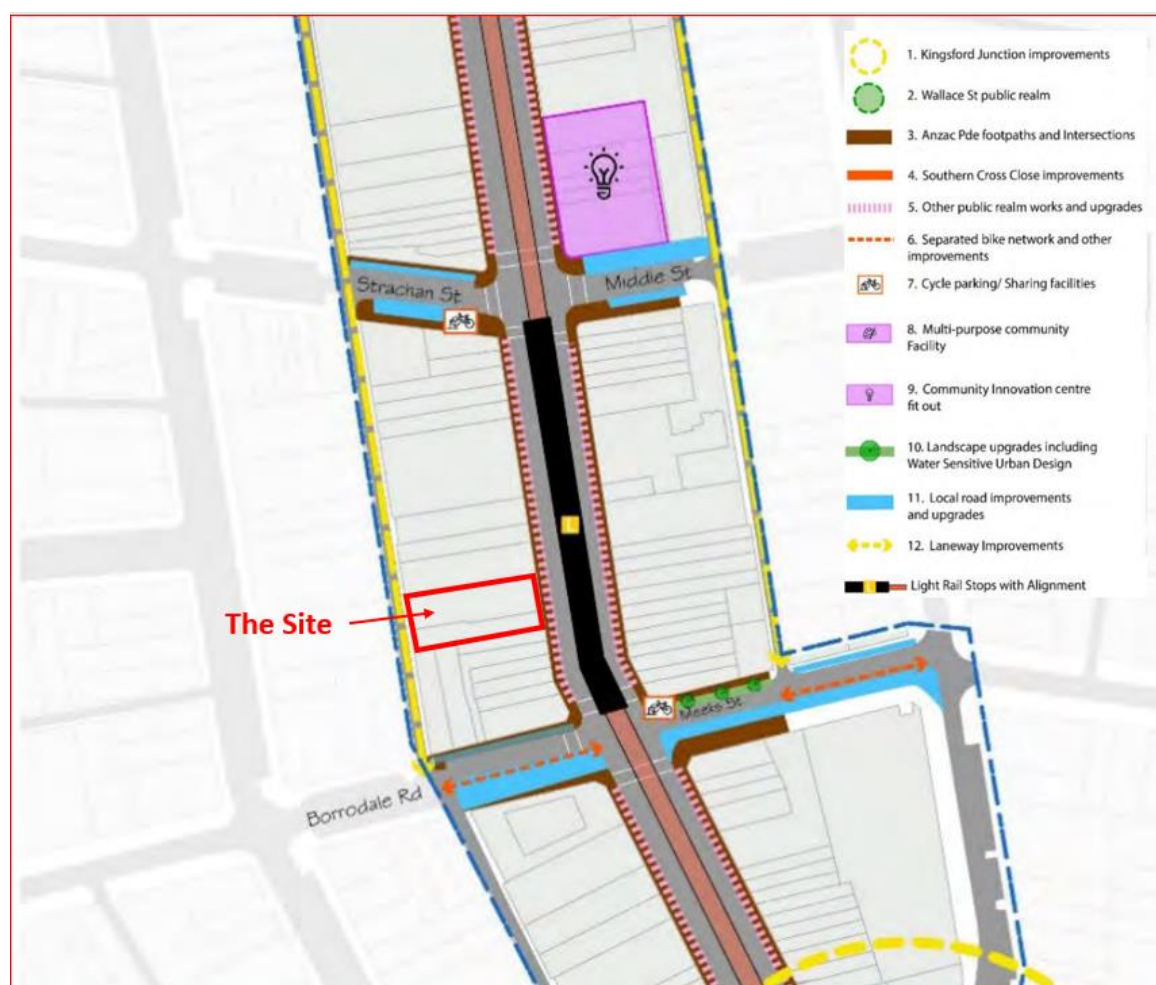 1. Kingsford Junction improvements
2. Wallace St public realm
3. Anzac Pde footpaths and Intersections
4. Southern Cross Close improvements
5. Other public realm works and upgrades
6. Separated bike network and other
improvements
7. Cycle parking/ Sharing facilities
8. Multi-purpose community
Facility
9. Community Innovation centre
fit out
10. Landscape upgrades including
Water Sensitive Urban Design
11. Local road improvements
and upgrades
12. Laneway Improvements
L
Light Rail Stops with Alignment
Strachan St
Middle St
L
The Site
Meeks St
Borrodale Rd